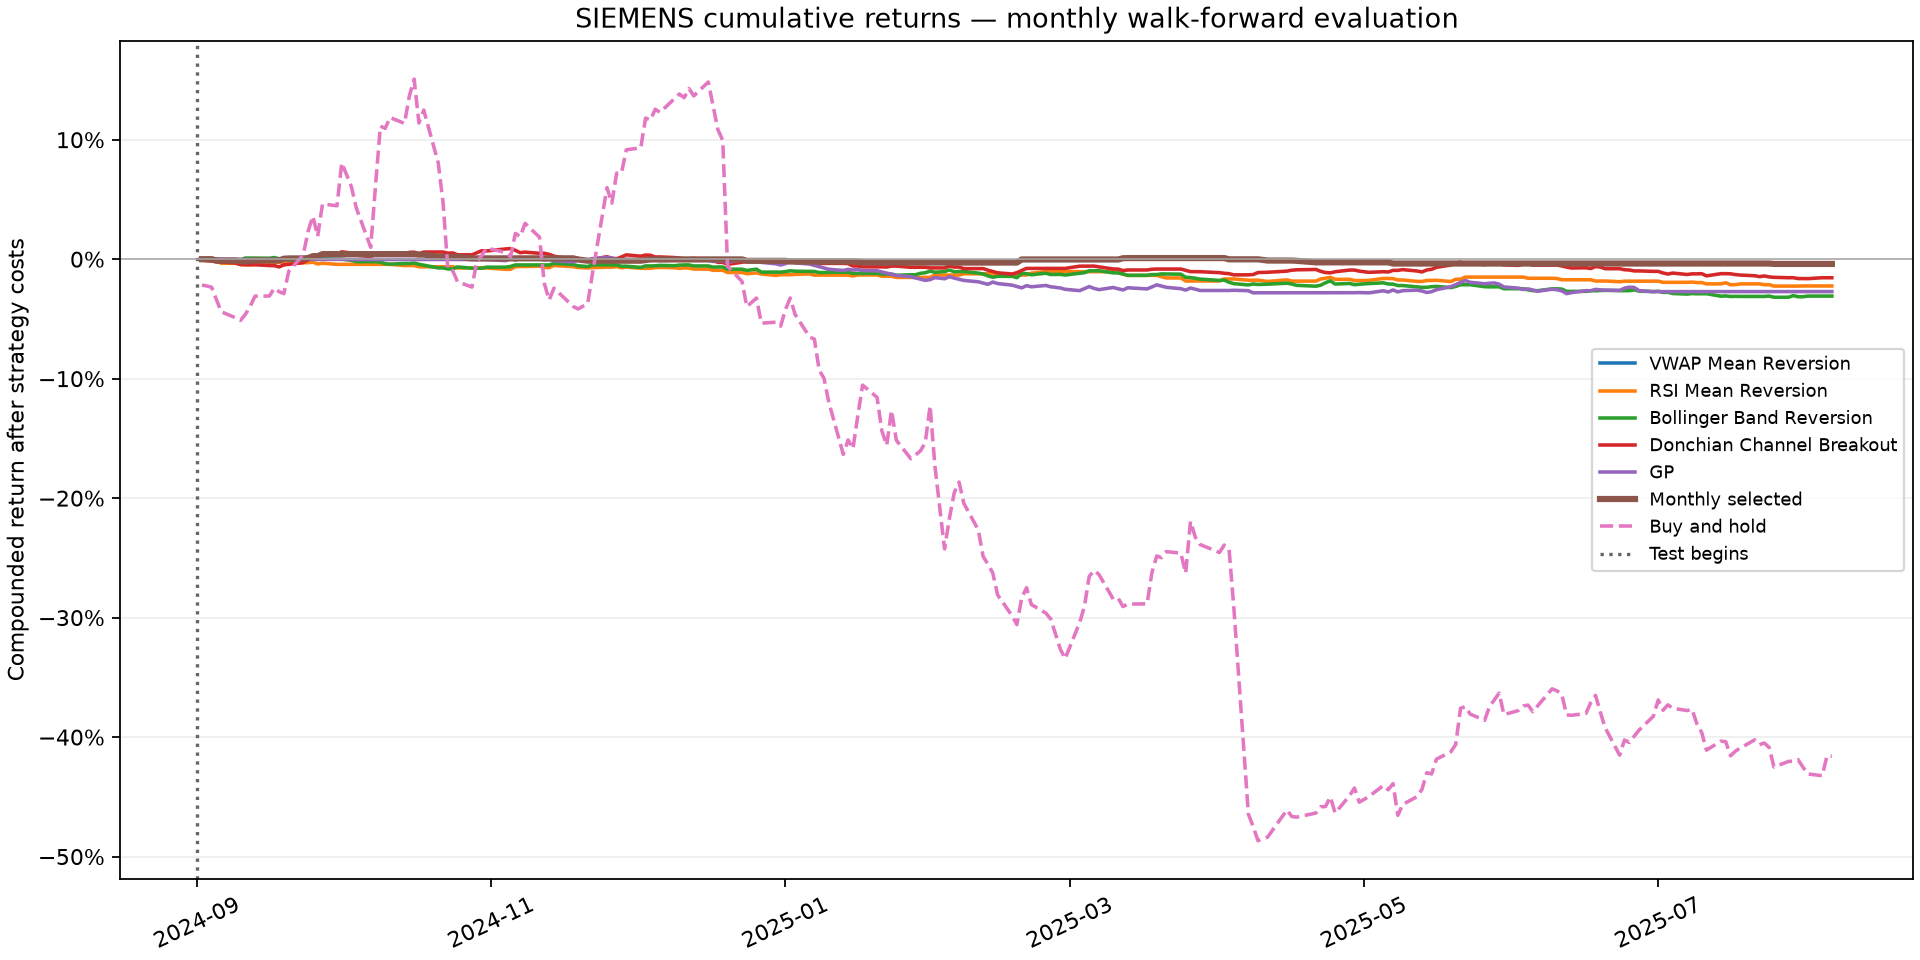 SIEMENS cumulative returns — monthly walk-forward evaluation
Compounded return after strategy costs
10%
0%
−10%
−20%
−30%
−40%
−50%
VWAP Mean Reversion
RSI Mean Reversion
Bollinger Band Reversion
Donchian Channel Breakout
GP
Monthly selected
Buy and hold
Test begins
2024-09
2024-11
2025-01
2025-03
2025-05
2025-07